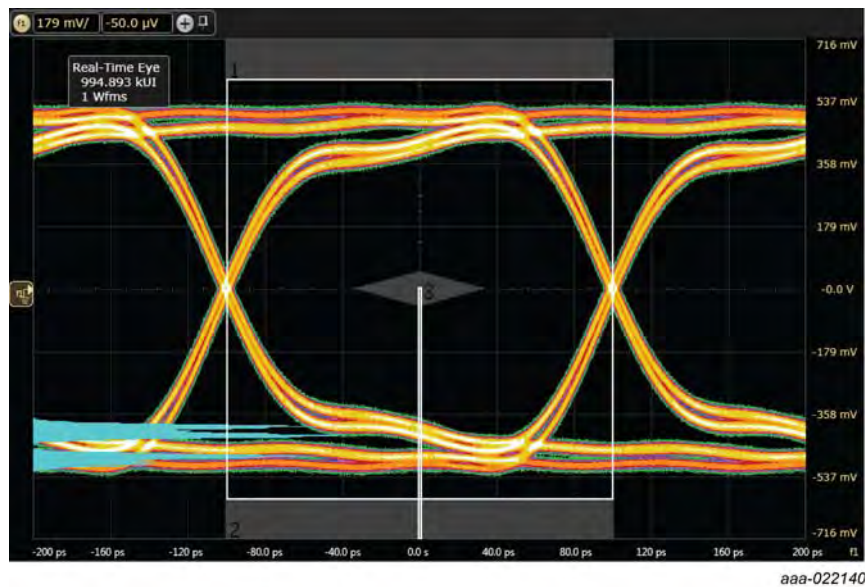 f1 179 mV/ -50.0 µV
716 mV
1
Real-Time Eye
994.893 kUI
1 Wfms
537 mV
358 mV
179 mV
3
-0.0 V
-179 mV
-358 mV
-537 mV
2
-716 mV
-200 ps -160 ps -120 ps -80.0 ps -40.0 ps 0.0 s 40.0 ps 80.0 ps 120 ps 160 ps 200 ps f1
aaa-022140